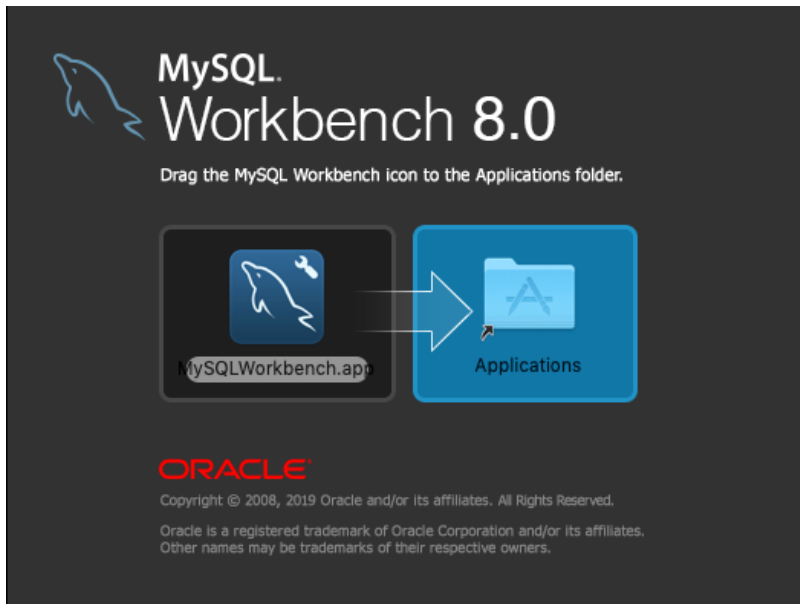 MySQL.
Workbench 8.0
Drag the MySQL Workbench icon to the Applications folder.
MySQLWorkbench.app
Applications
ORACLE
Copyright © 2008, 2019 Oracle and/or its affiliates. All Rights Reserved.
Oracle is a registered trademark of Oracle Corporation and/or its affiliates.
Other names may be trademarks of their respective owners.